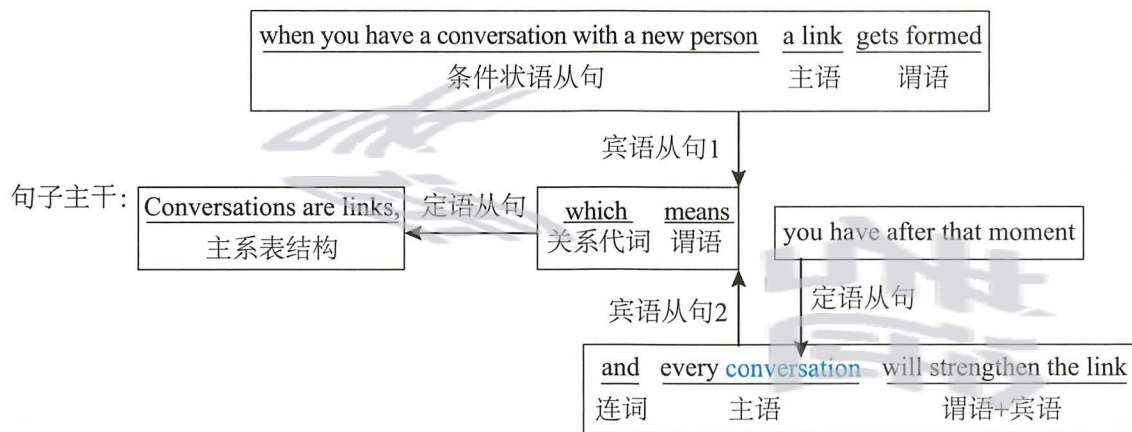 when you have a conversation with a new person a link gets formed
条件状语从句 主语 谓语
宾语从句1
句子主干:
Conversations are links,
主系表结构
定语从句
which means
关系代词 谓语
you have after that moment
宾语从句2
定语从句
and every conversation will strengthen the link
连词 主语 谓语+宾语